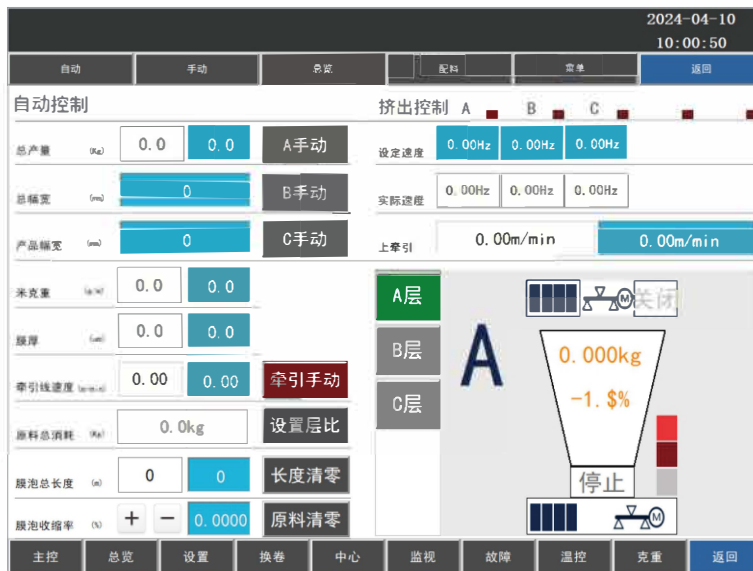 2024-04-10
10:00:50
自动 手动 总览 配料 菜单 返回
自动控制 挤出控制 A B C
总产量 (Kg) 0.0 0.0 A手动
设定速度 0.00Hz 0.00Hz 0.00Hz
总幅宽 (mm) 0 B手动
实际速度 0.00Hz 0.00Hz 0.00Hz
产品幅宽 (mm) 0 C手动
上牵引 0.00m/min 0.00m/min
米克重 0.0 0.0
A层 M 关闭
膜厚 (um) 0.0 0.0
B层 A 0.000kg
牵引线速度 (m/min) 0.00 0.00 牵引手动
C层 -1.$%
原料总消耗 (Kg) 0.0kg 设置层比
膜泡总长度 (m) 0 0 长度清零
停止
膜泡收缩率 (%) + - 0.0000 原料清零
M
主控 总览 设置 换卷 中心 监视 故障 温控 克重 返回